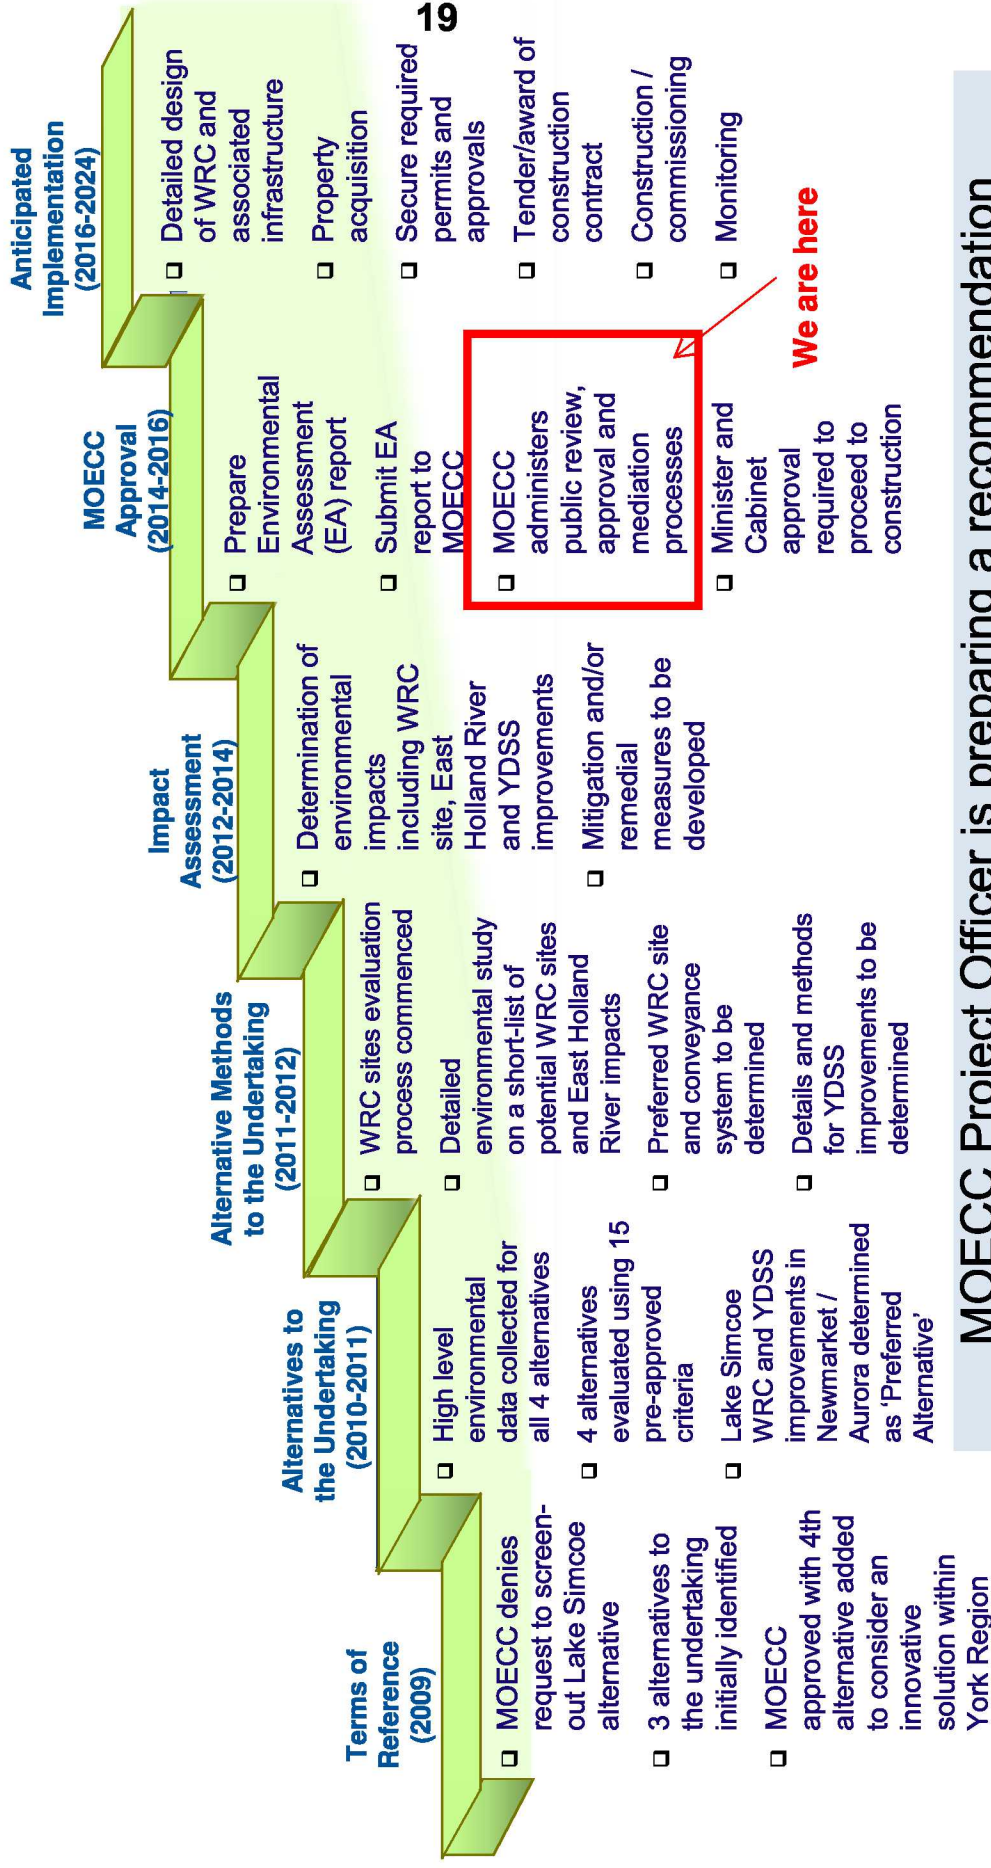 Terms of
Reference
(2009)
❑ MOECC denies
request to screen-
out Lake Simcoe
alternative
❑ 3 alternatives to
the undertaking
initially identified
❑ MOECC
approved with 4th
alternative added
to consider an
innovative
solution within
York Region
Alternatives to
the Undertaking
(2010-2011)
❑ High level
environmental
data collected for
all 4 alternatives
❑ 4 alternatives
evaluated using 15
pre-approved
criteria
❑ Lake Simcoe
WRC and YDSS
improvements in
Newmarket /
Aurora determined
as ‘Preferred
Alternative’
Alternative Methods
to the Undertaking
(2011-2012)
❑ WRC sites evaluation
process commenced
❑ Detailed
environmental study
on a short-list of
potential WRC sites
and East Holland
River impacts
❑ Preferred WRC site
and conveyance
system to be
determined
❑ Details and methods
for YDSS
improvements to be
determined
Impact
Assessment
(2012-2014)
❑ Determination of
environmental
impacts
including WRC
site, East
Holland River
and YDSS
improvements
❑ Mitigation and/or
remedial
measures to be
developed
MOECC
Approval
(2014-2016)
❑ Prepare
Environmental
Assessment
(EA) report
❑ Submit EA
report to
MOECC
❑ MOECC
administers
public review,
approval and
mediation
processes
❑ Minister and
Cabinet
approval
required to
proceed to
construction
Anticipated
Implementation
(2016-2024)
❑ Detailed design
of WRC and
associated
infrastructure
❑ Property
acquisition
❑ Secure required
permits and
approvals
❑ Tender/award of
construction
contract
❑ Construction /
commissioning
❑ Monitoring
We are here
19
MOECC Project Officer is preparing a recommendation